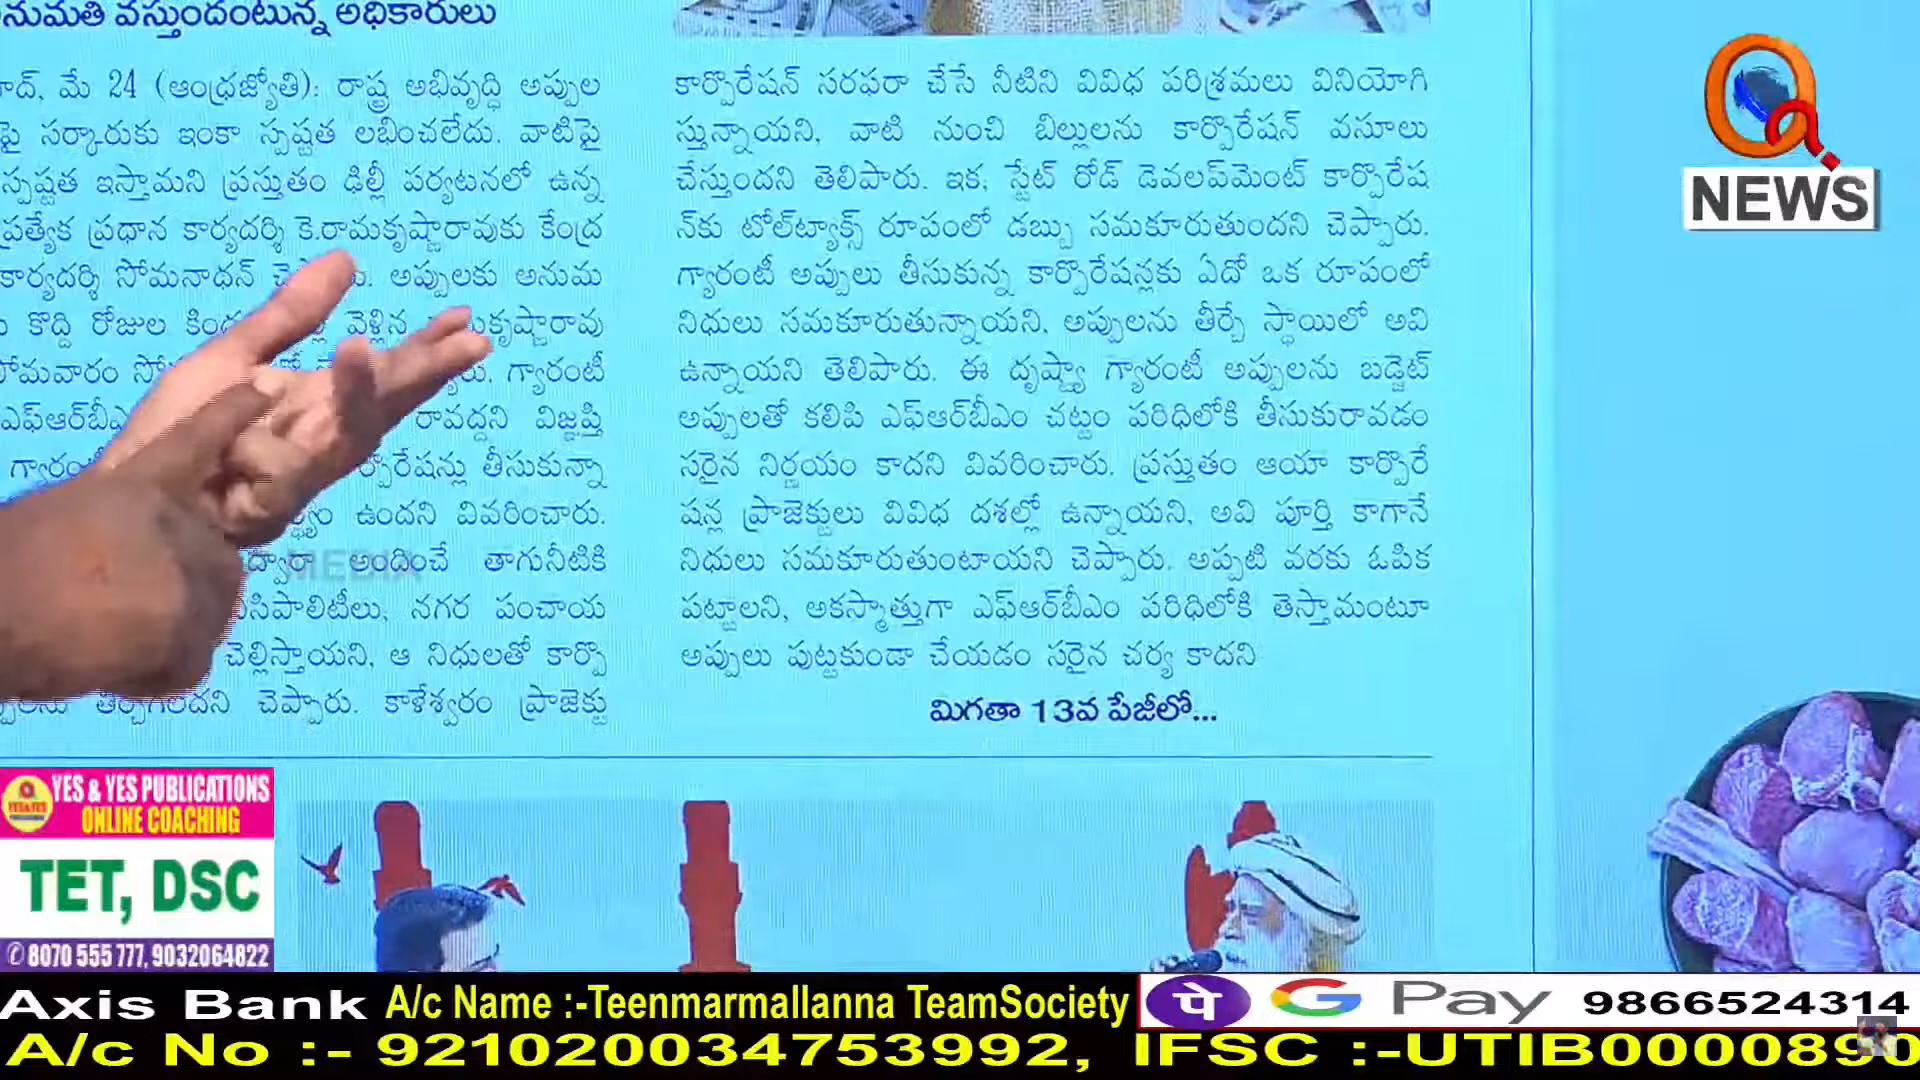 నుమతి వస్తుందంటున్న అధికారులు
మే 24 (ఆంధ్రజ్యోతి): రాష్ట్ర అభివృద్ధి అప్పుల
పై సర్కారుకు ఇంకా స్పష్టత లభించలేదు. వాటిపై
స్పష్టత ఇస్తామని ప్రస్తుతం ఢిల్లీ పర్యటనలో ఉన్న
ప్రత్యేక ప్రధాన కార్యదర్శి కె.రామకృష్ణారావుకు కేంద్ర
కార్యదర్శి సోమనాథన్ అప్పులకు అనుమ
కొద్ది రోజుల వెళ్లిన
సోమవారం గ్యారంటీ
రావద్దని విజ్ఞప్తి
ర్పొరేషన్లు తీసుకున్నా
ఉందని వివరించారు.
ద్వారా అందించే తాగునీటికి
సిపాలిటీలు, నగర పంచాయ
చెల్లిస్తాయని, ఆ నిధులతో కార్పొ
చెప్పారు. కాళేశ్వరం ప్రాజెక్టు
కార్పొరేషన్ సరఫరా చేసే నీటిని వివిధ పరిశ్రమలు వినియోగి
స్తున్నాయని, వాటి నుంచి బిల్లులను కార్పొరేషన్ వసూలు
చేస్తుందని తెలిపారు. ఇక, స్టేట్ రోడ్ డెవలప్‌మెంట్ కార్పొరేష
న్‌కు టోల్‌ట్యాక్స్ రూపంలో డబ్బు సమకూరుతుందని చెప్పారు.
గ్యారంటీ అప్పులు తీసుకున్న కార్పొరేషన్లకు ఏదో ఒక రూపంలో
నిధులు సమకూరుతున్నాయని, అప్పులను తీర్చే స్థాయిలో అవి
ఉన్నాయని తెలిపారు. ఈ దృష్ట్యా గ్యారంటీ అప్పులను బడ్జెట్
అప్పులతో కలిపి ఎఫ్ఆర్‌బీఎం చట్టం పరిధిలోకి తీసుకురావడం
సరైన నిర్ణయం కాదని వివరించారు. ప్రస్తుతం ఆయా కార్పొరే
షన్ల ప్రాజెక్టులు వివిధ దశల్లో ఉన్నాయని, అవి పూర్తి కాగానే
నిధులు సమకూరుతుంటాయని చెప్పారు. అప్పటి వరకు ఓపిక
పట్టాలని, అకస్మాత్తుగా ఎఫ్ఆర్‌బీఎం పరిధిలోకి తెస్తామంటూ
అప్పులు పుట్టకుండా చేయడం సరైన చర్య కాదని
మిగతా 13వ పేజీలో...
Q
NEWS
MEDIA
YES & YES PUBLICATIONS
ONLINE COACHING
TET, DSC
✆8070 555 777, 9032064822
Axis Bank A/c Name :-Teenmarmallanna TeamSociety
पे G Pay 9866524314
A/c No :- 921020034753992, IFSC :-UTIB0000890